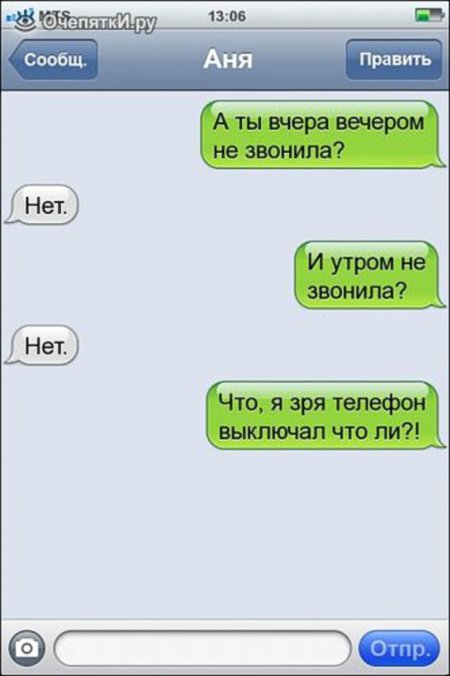 MTS
ОчепяткИ.ру
13:06
Сообщ.
Аня
Править
А ты вчера вечером
не звонила?
Нет.
И утром не
звонила?
Нет.
Что, я зря телефон
выключал что ли?!
Отпр.